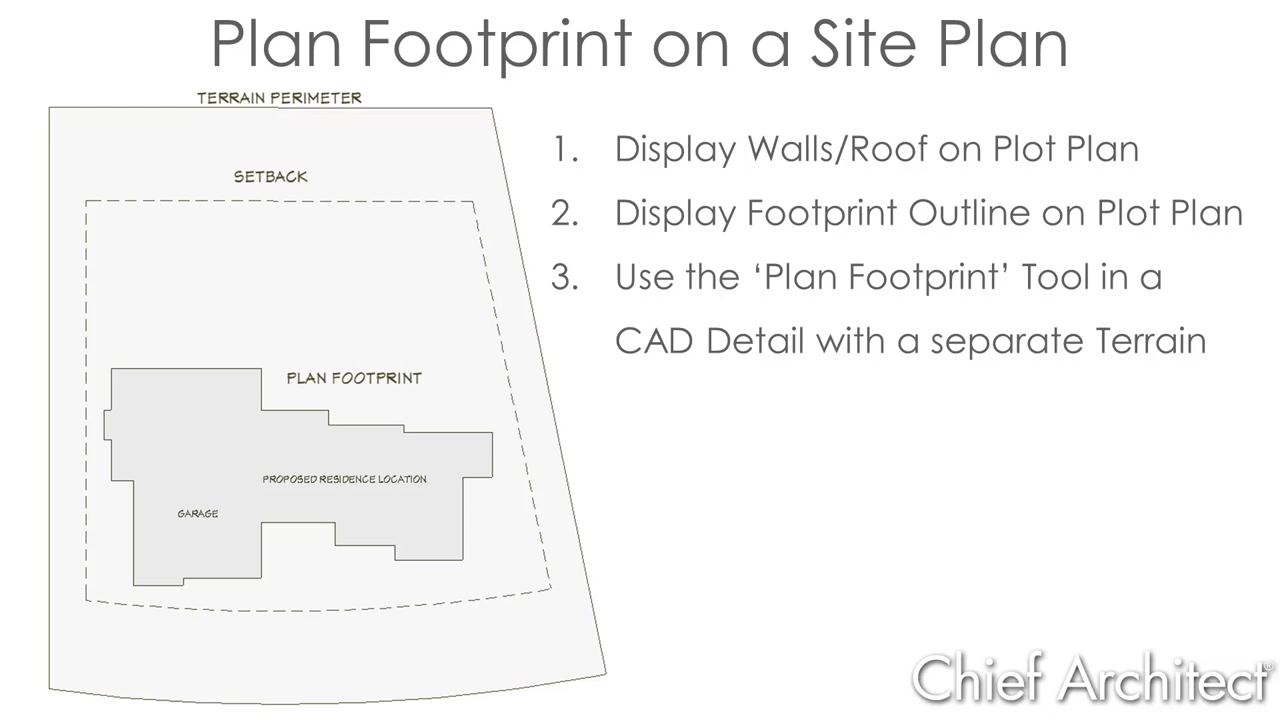 Plan Footprint on a Site Plan
TERRAIN PERIMETER
SETBACK
PLAN FOOTPRINT
PROPOSED RESIDENCE LOCATION
GARAGE
1. Display Walls/Roof on Plot Plan
2. Display Footprint Outline on Plot Plan
3. Use the ‘Plan Footprint’ Tool in a
CAD Detail with a separate Terrain
Chief Architect®